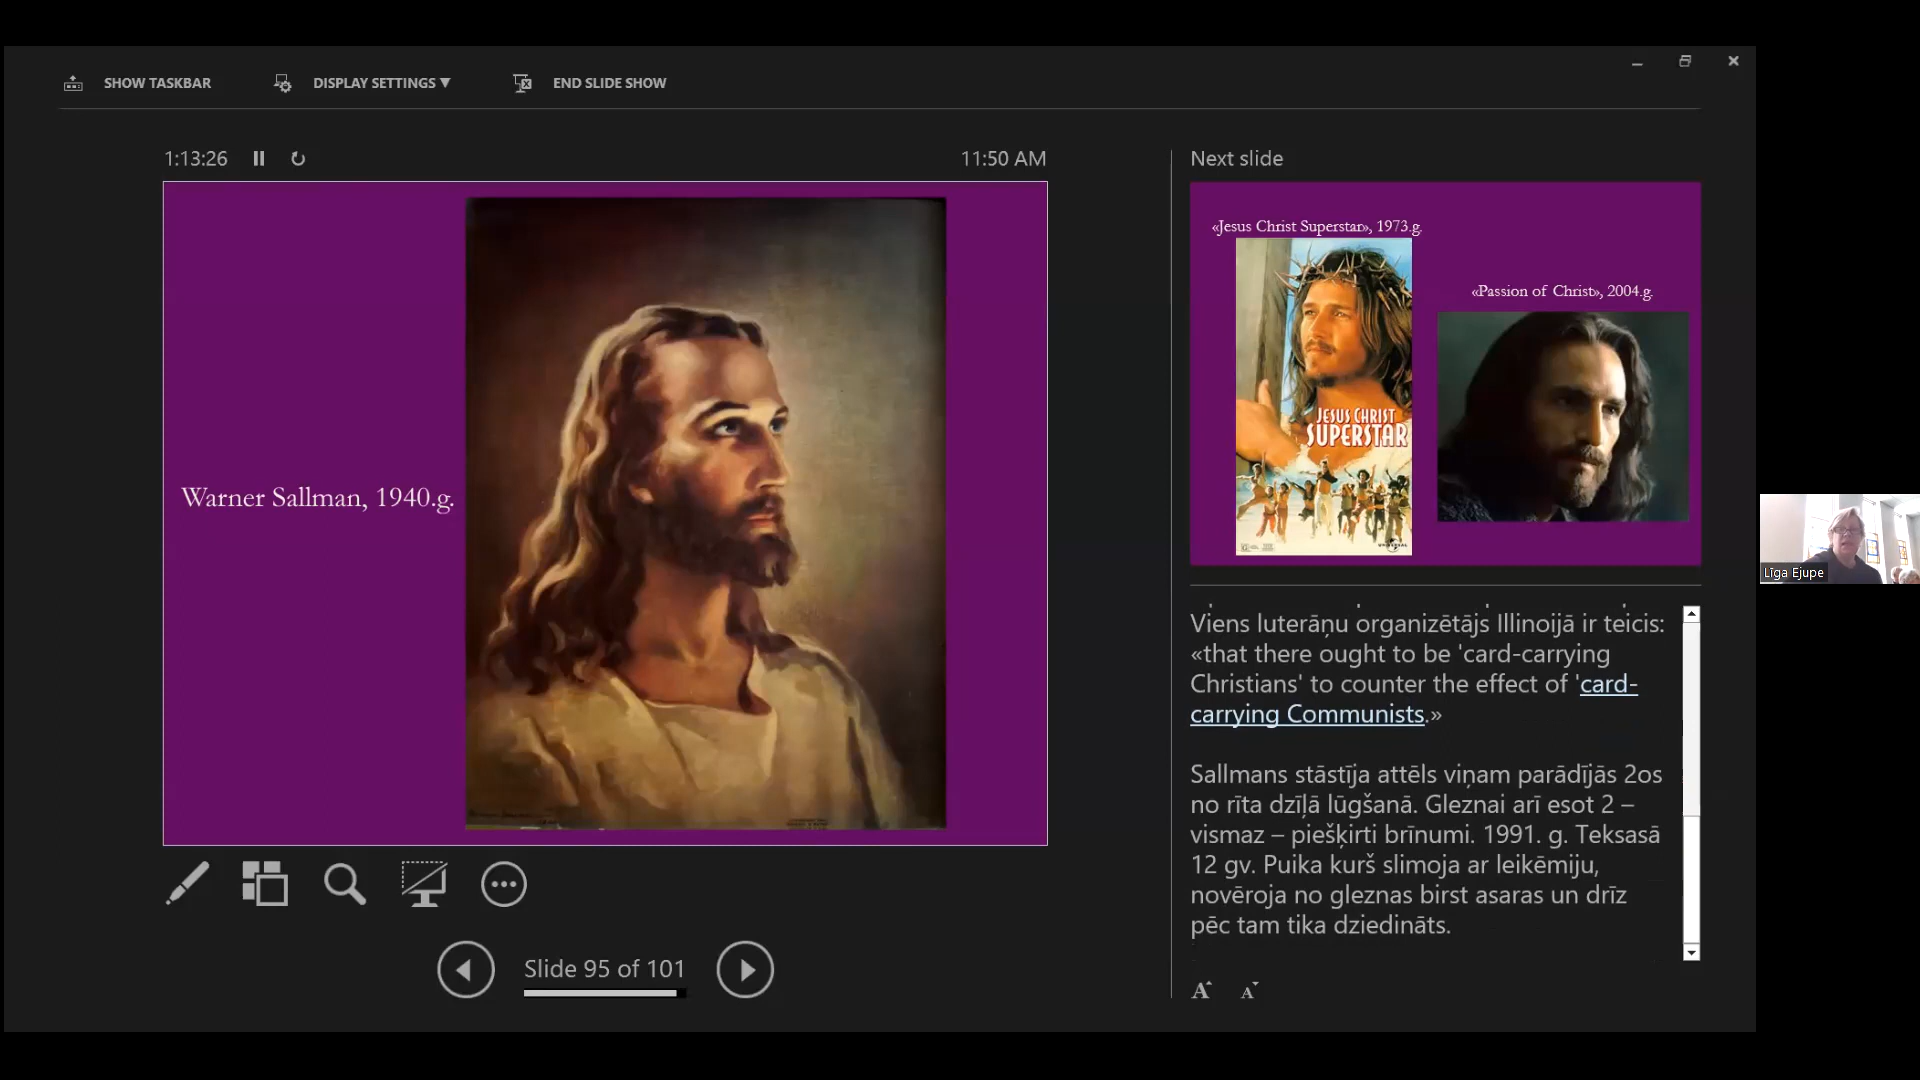 SHOW TASKBAR
DISPLAY SETTINGS ▼
END SLIDE SHOW
1:13:26
11:50 AM
Warner Sallman, 1940.g.
Slide 95 of 101
Next slide
«Jesus Christ Superstar», 1973.g.
«Passion of Christ», 2004.g.
JESUS CHRIST
SUPERSTAR
UNIVERSAL
Viens luterāņu organizētājs Illinoijā ir teicis:
«that there ought to be 'card-carrying
Christians' to counter the effect of 'card-
carrying Communists.»
Sallmans stāstīja attēls viņam parādījās 2os
no rīta dzīļā lūgšanā. Gleznai arī esot 2 –
vismaz – piešķirti brīnumi. 1991. g. Teksasā
12 gv. Puika kurš slimoja ar leikēmiju,
novēroja no gleznas birst asaras un drīz
pēc tam tika dziedināts.
A A
Līga Ejupe